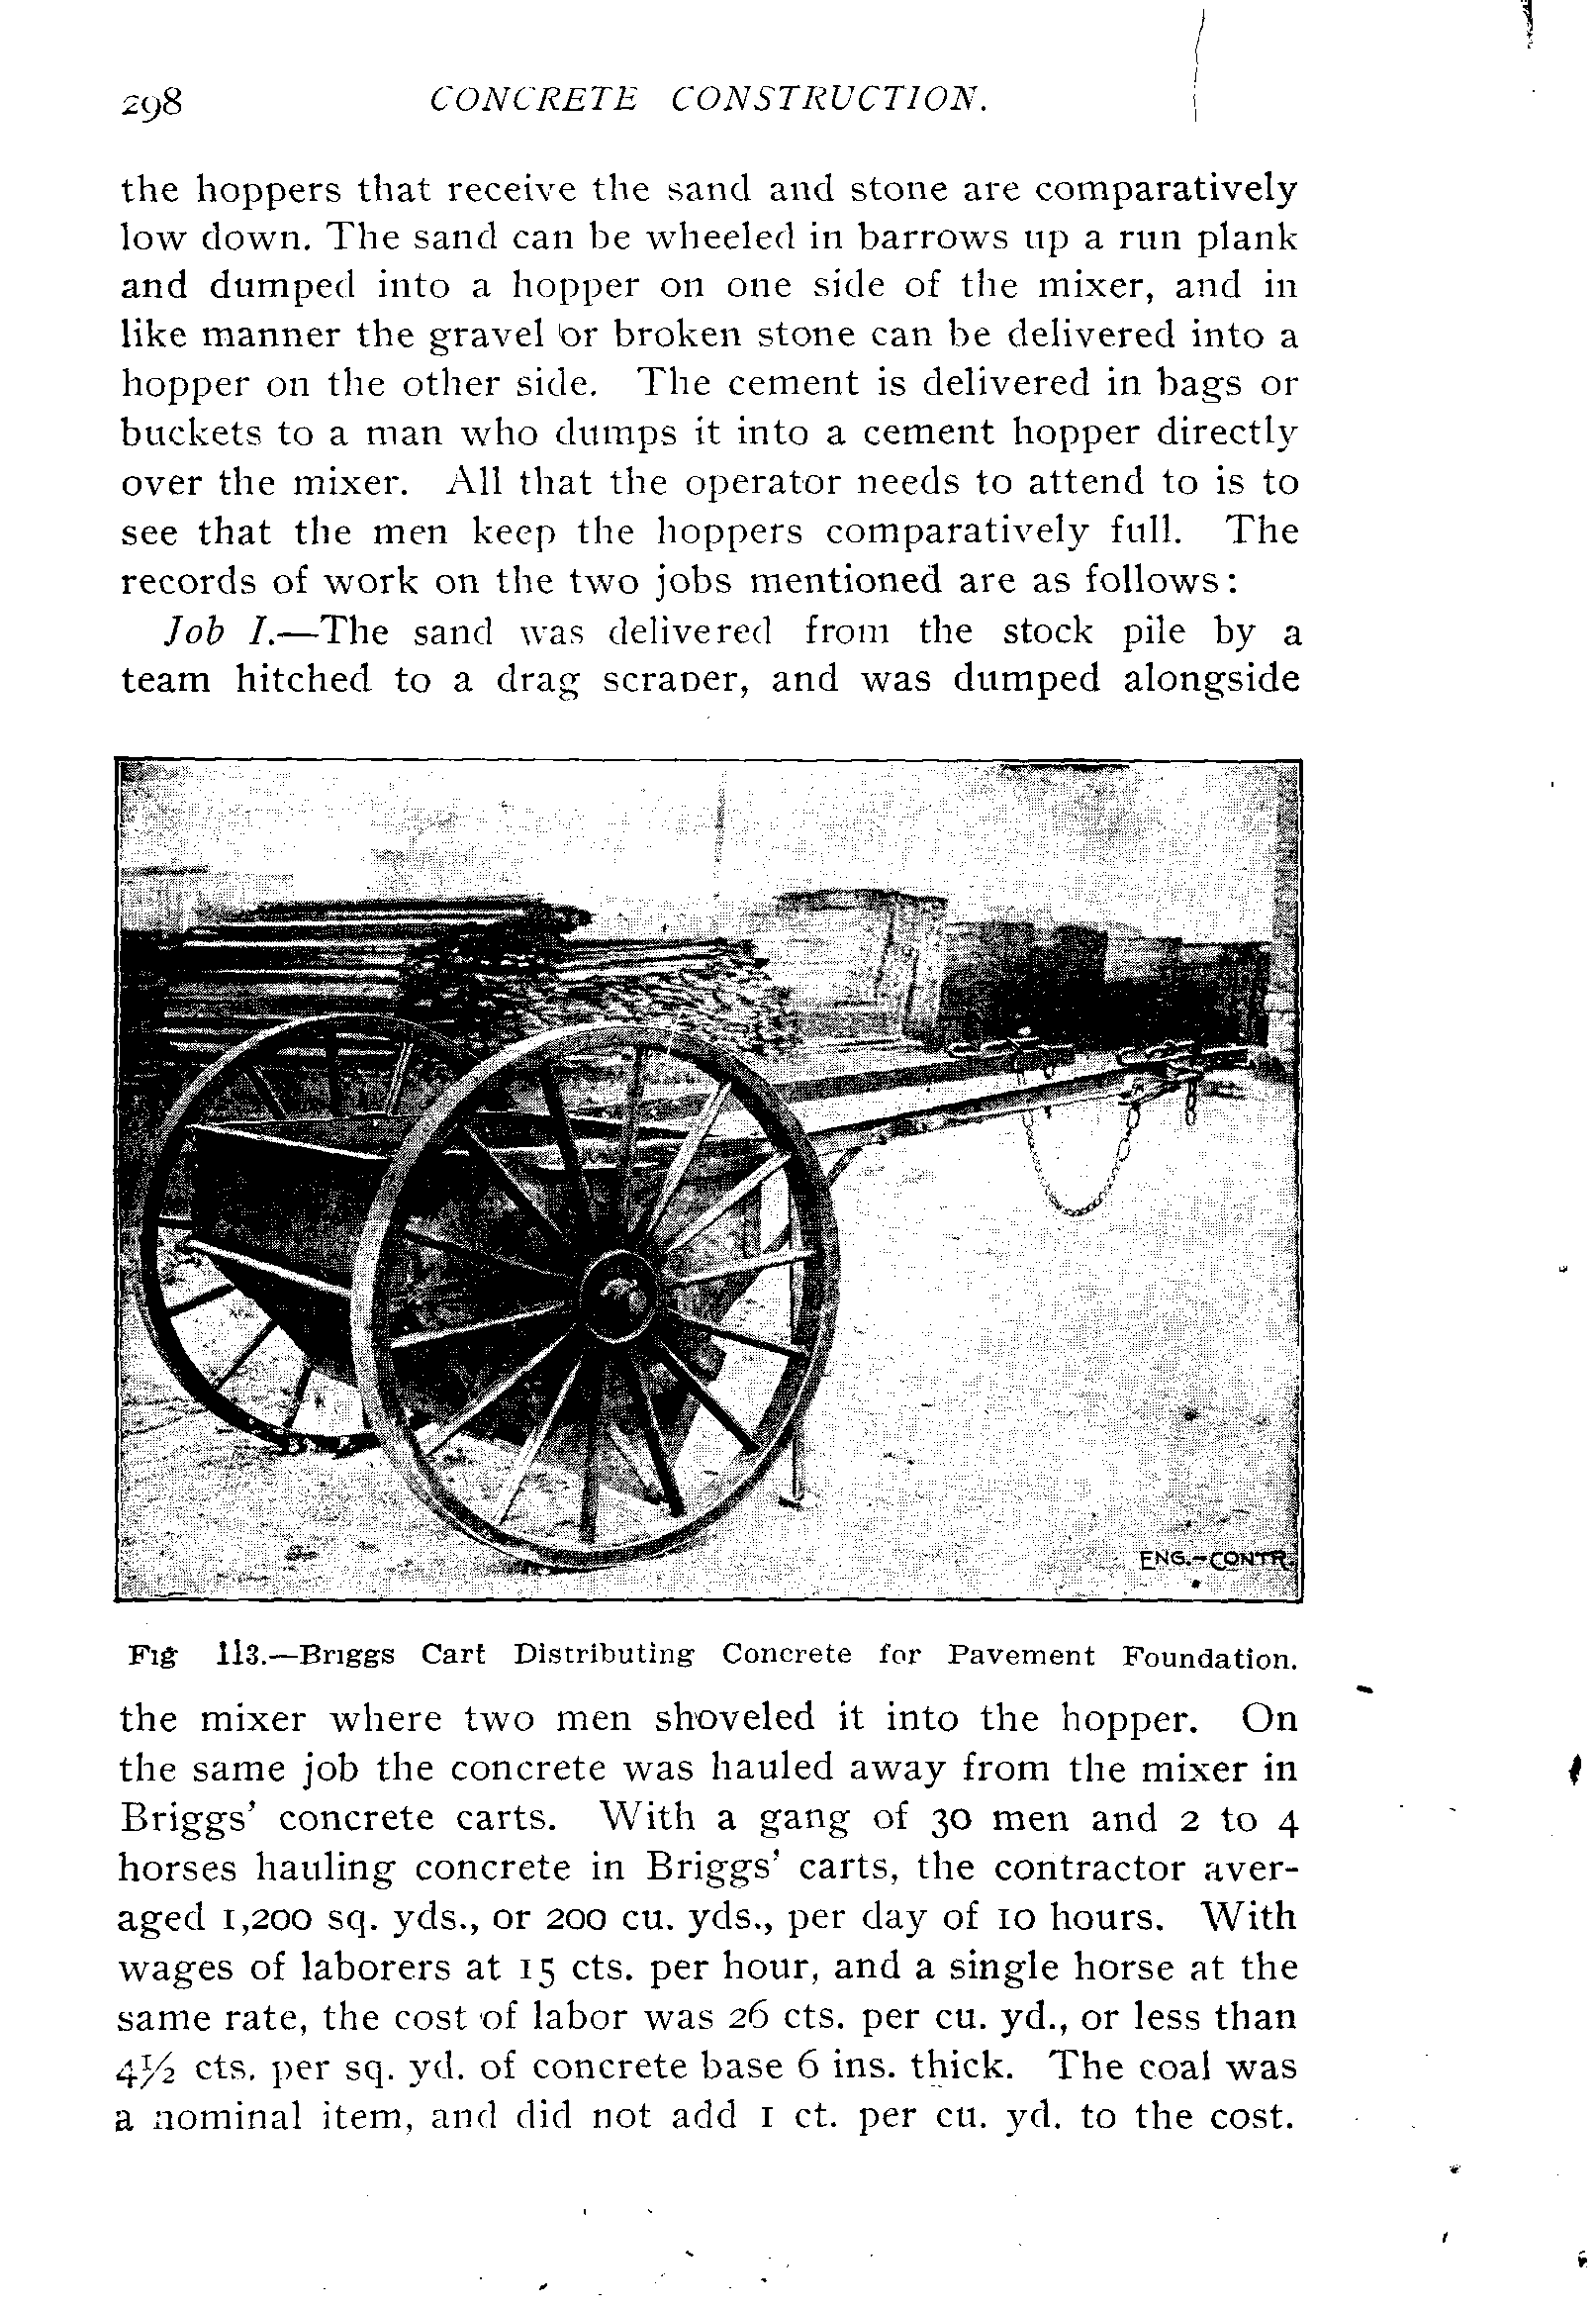 298 CONCRETE CONSTRUCTION.
the hoppers that receive the sand and stone are comparatively
low down. The sand can be wheeled in barrows up a run plank
and dumped into a hopper on one side of the mixer, and in
like manner the gravel or broken stone can be delivered into a
hopper on the other side. The cement is delivered in bags or
buckets to a man who dumps it into a cement hopper directly
over the mixer. All that the operator needs to attend to is to
see that the men keep the hoppers comparatively full. The
records of work on the two jobs mentioned are as follows:
Job I.—The sand was delivered from the stock pile by a
team hitched to a drag scraper, and was dumped alongside
ENG.-CONTR.
Fig 113.—Briggs Cart Distributing Concrete for Pavement Foundation.
the mixer where two men shoveled it into the hopper. On
the same job the concrete was hauled away from the mixer in
Briggs' concrete carts. With a gang of 30 men and 2 to 4
horses hauling concrete in Briggs' carts, the contractor aver-
aged 1,200 sq. yds., or 200 cu. yds., per day of 10 hours. With
wages of laborers at 15 cts. per hour, and a single horse at the
same rate, the cost of labor was 26 cts. per cu. yd., or less than
4½ cts. per sq. yd. of concrete base 6 ins. thick. The coal was
a nominal item, and did not add 1 ct. per cu. yd. to the cost.